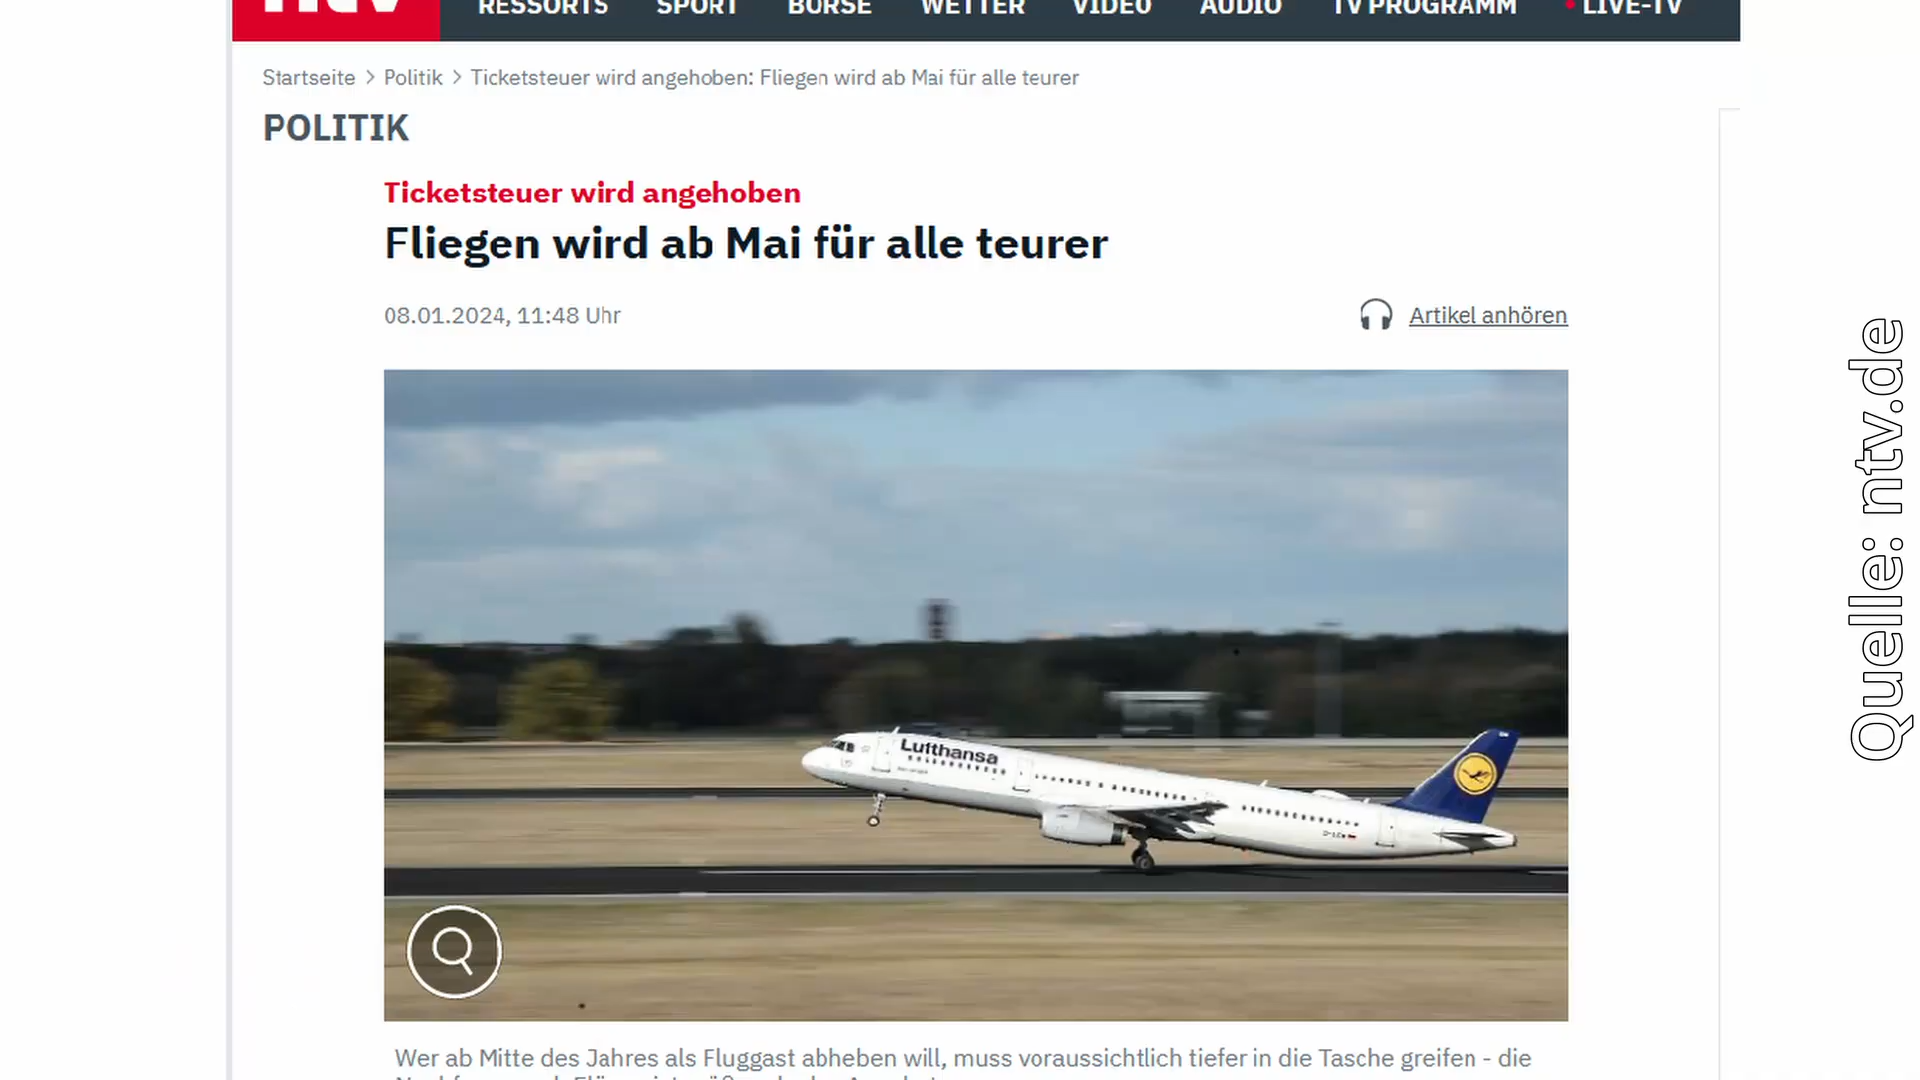 ntv
RESSORTS SPORT BÖRSE WETTER VIDEO AUDIO TV PROGRAMM LIVE-TV
Startseite > Politik > Ticketsteuer wird angehoben: Fliegen wird ab Mai für alle teurer
POLITIK
Ticketsteuer wird angehoben
Fliegen wird ab Mai für alle teurer
08.01.2024, 11:48 Uhr
Artikel anhören
Lufthansa
Wer ab Mitte des Jahres als Fluggast abheben will, muss voraussichtlich tiefer in die Tasche greifen - die
Quelle: ntv.de